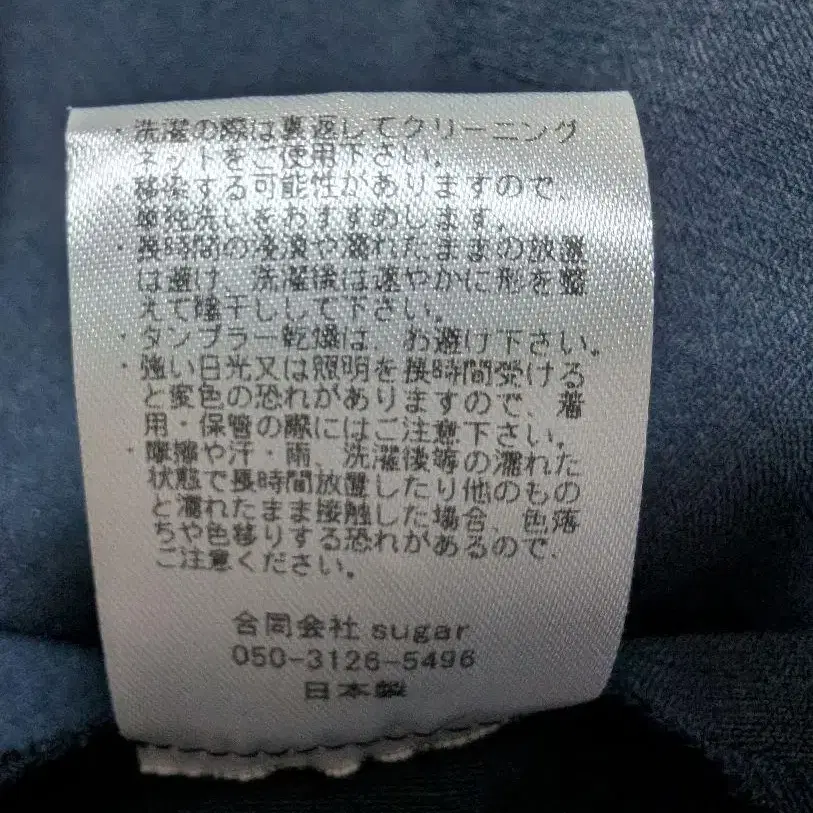 ・洗濯の際は裏返してクリーニング
ネットをご使用下さい。
・移染する可能性がありますので、
単独洗いをおすすめします。
・長時間の浸漬や濡れたままの放置
は避け、洗濯後は速やかに形を整
えて陰干しして下さい。
・タンブラー乾燥は、お避け下さい。
・強い日光又は照明を長時間受ける
と変色の恐れがありますので、着
用・保管の際にはご注意下さい。
・摩擦や汗・雨、洗濯後等の濡れた
状態で長時間放置したり他のもの
と濡れたまま接触した場合、色落
ちや色移りする恐れがあるので、
ご注意ください。
合同会社 sugar
050-3126-5496
日本製